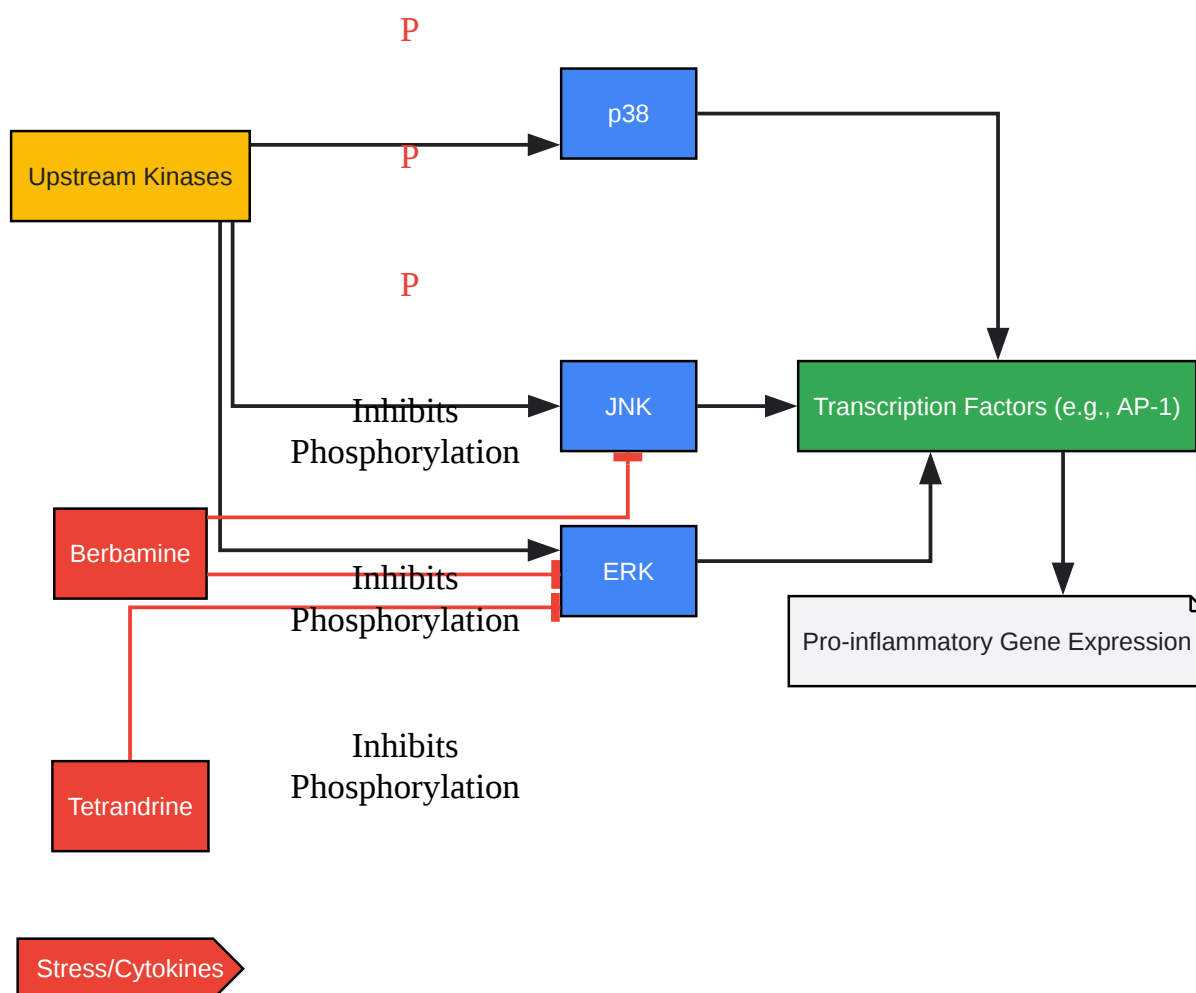 P
p38
P
Upstream Kinases
P
Inhibits
Phosphorylation
JNK
Transcription Factors (e.g., AP-1)
Berbamine
Inhibits
Phosphorylation
ERK
Pro-inflammatory Gene Expression
Inhibits
Phosphorylation
Tetrandrine
Stress/Cytokines